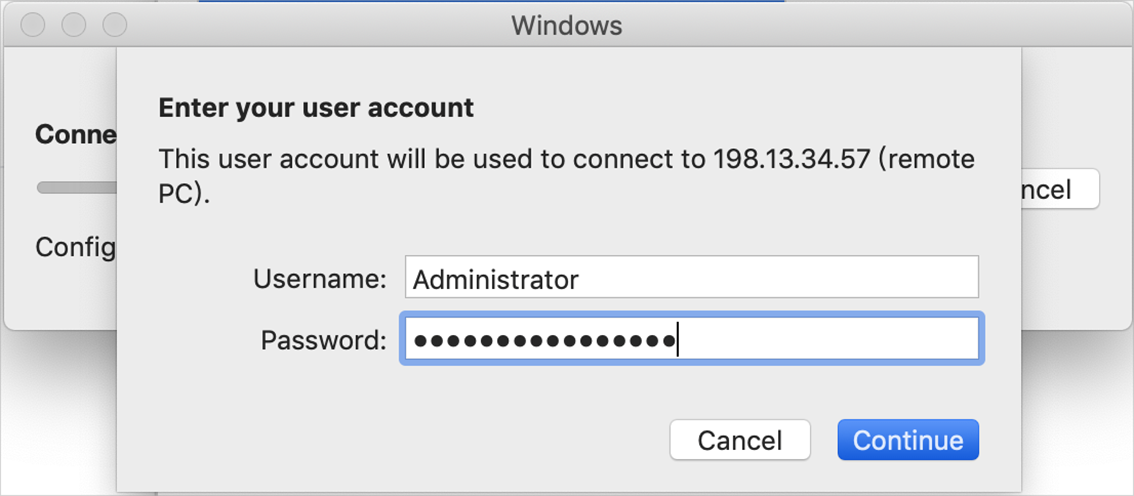 Windows
Enter your user account
Conne
This user account will be used to connect to 198.13.34.57 (remote
PC).
ncel
Config
Username: Administrator
Password: ●●●●●●●●●●●●●●●●
Cancel Continue